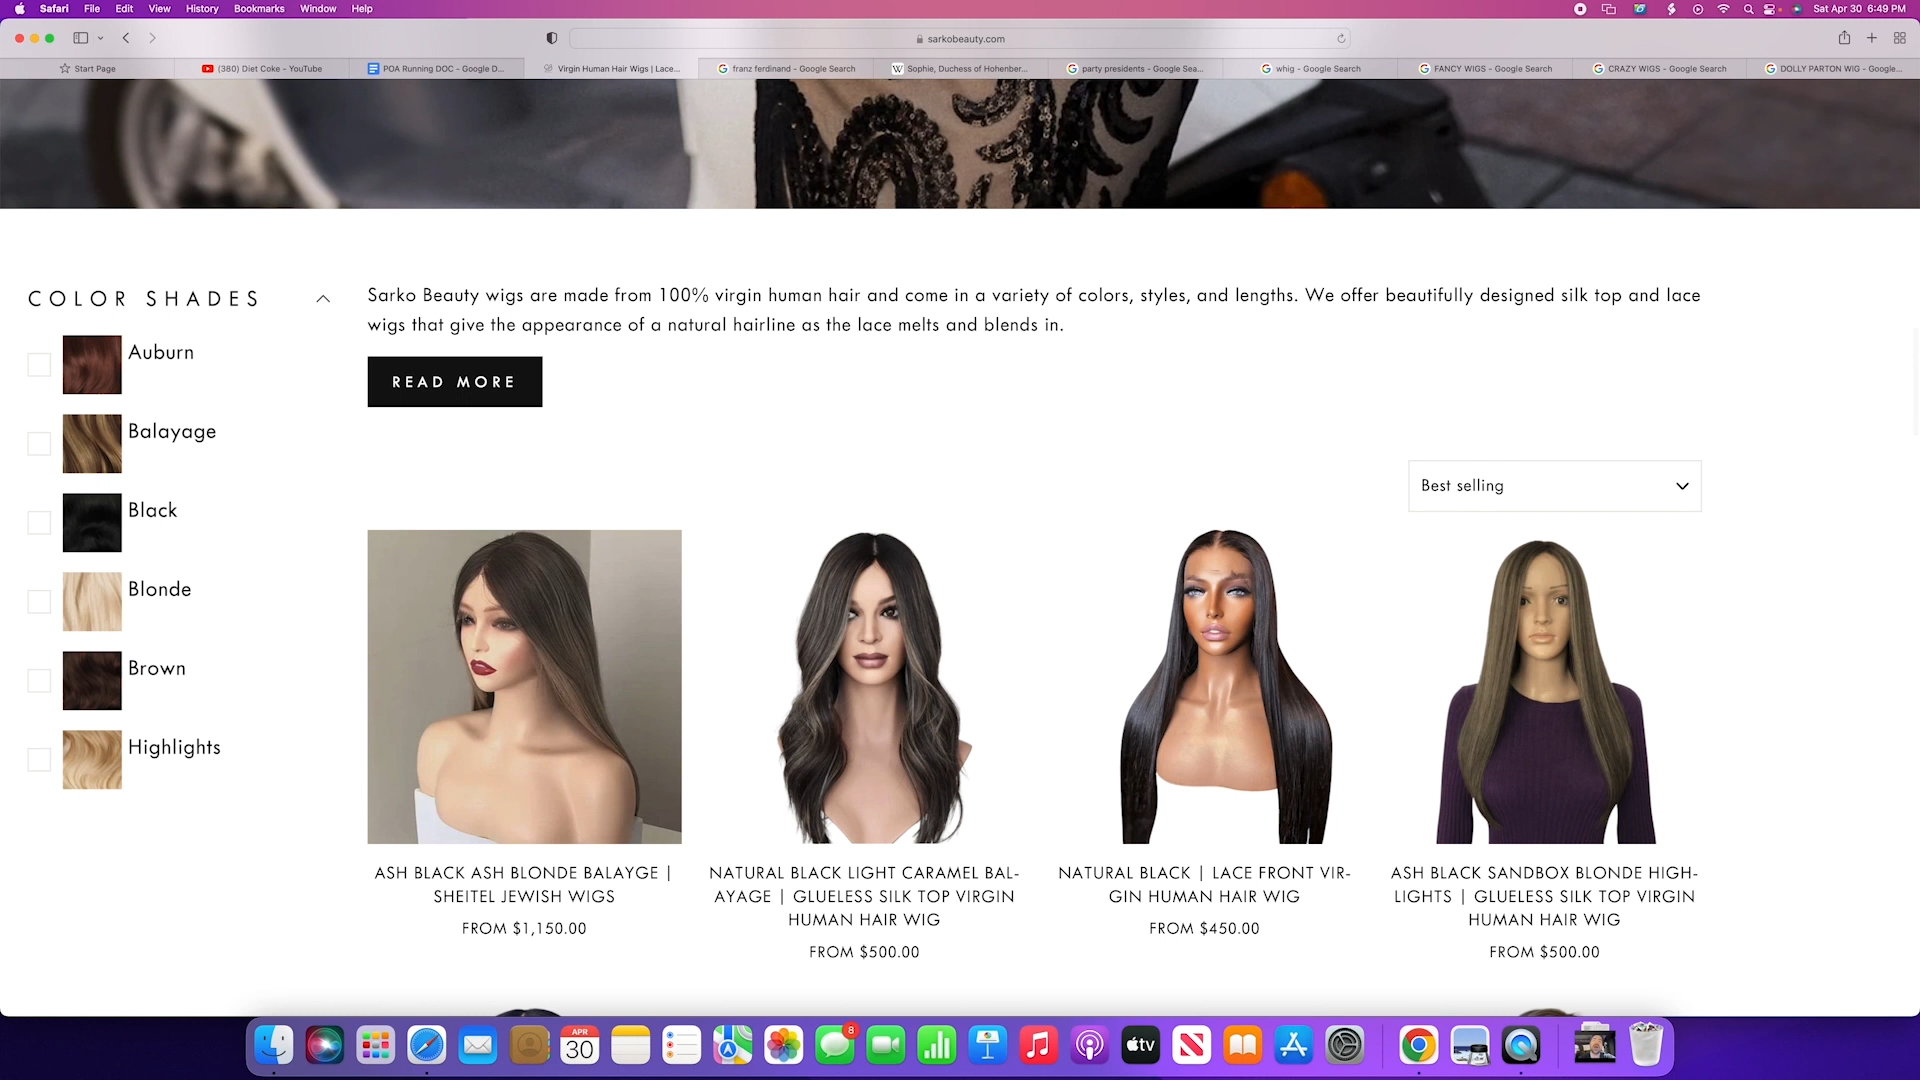 Safari File Edit View History Bookmarks Window Help
Sat Apr 30 6:49 PM
sarkobeauty.com
Start Page
(380) Diet Coke - YouTube
POA Running DOC - Google D...
Virgin Human Hair Wigs | Lace...
franz ferdinand - Google Search
Sophie, Duchess of Hohenber...
party presidents - Google Sea...
whig - Google Search
FANCY WIGS - Google Search
CRAZY WIGS - Google Search
DOLLY PARTON WIG - Google...
COLOR SHADES
Auburn
Balayage
Black
Blonde
Brown
Highlights
Sarko Beauty wigs are made from 100% virgin human hair and come in a variety of colors, styles, and lengths. We offer beautifully designed silk top and lace
wigs that give the appearance of a natural hairline as the lace melts and blends in.
READ MORE
Best selling
ASH BLACK ASH BLONDE BALAYGE |
SHEITEL JEWISH WIGS
FROM $1,150.00
NATURAL BLACK LIGHT CARAMEL BAL-
AYAGE | GLUELESS SILK TOP VIRGIN
HUMAN HAIR WIG
FROM $500.00
NATURAL BLACK | LACE FRONT VIR-
GIN HUMAN HAIR WIG
FROM $450.00
ASH BLACK SANDBOX BLONDE HIGH-
LIGHTS | GLUELESS SILK TOP VIRGIN
HUMAN HAIR WIG
FROM $500.00
APR
30
8
tv